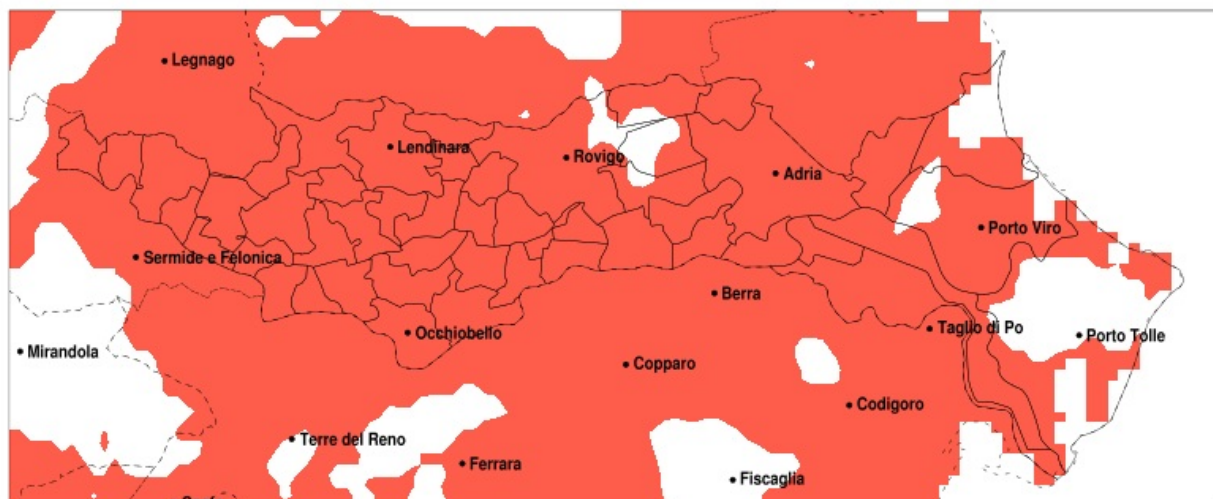 Legnago
Lendinara
Rovigo
Adria
Porto Viro
Sermide e Felonica
Berra
Occhiobello
Taglio di Po
Porto Tolle
Mirandola
Copparo
Codigoro
Terre del Reno
Ferrara
Fiscaglia